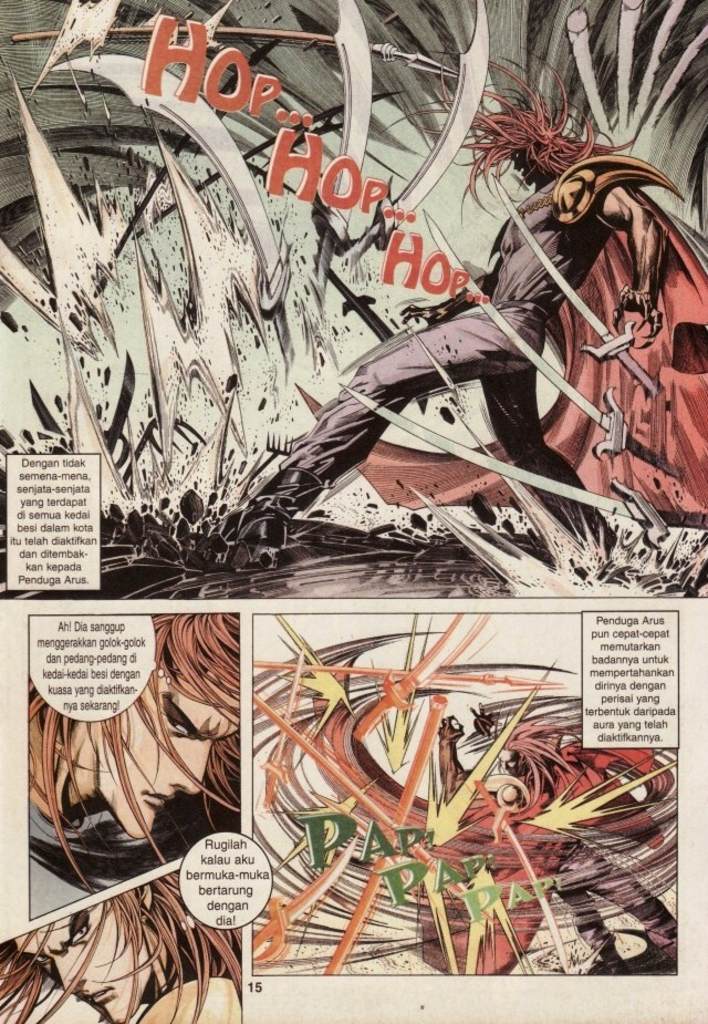 HOP...
HOP...
HOP...
Dengan tidak
semena-mena,
senjata-senjata
yang terdapat
di semua kedai
besi dalam kota
itu telah diaktifkan
dan ditembak-
kan kepada
Penduga Arus.
Ah! Dia sanggup
menggerakkan golok-golok
dan pedang-pedang di
kedai-kedai besi dengan
kuasa yang diaktifkan-
nya sekarang!
Rugilah
kalau aku
bermuka-muka
bertarung
dengan
dia!
Penduga Arus
pun cepat-cepat
memutarkan
badannya untuk
mempertahankan
dirinya dengan
perisai yang
terbentuk daripada
aura yang telah
diaktifkannya.
PAP!
PAP!
PAP!
15